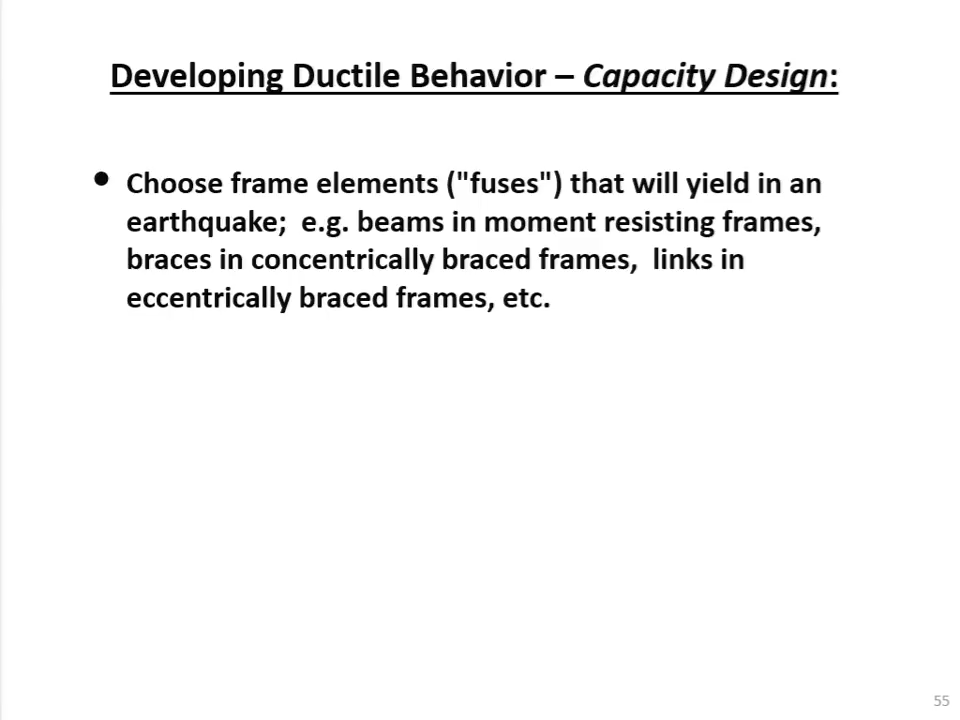 Developing Ductile Behavior – Capacity Design:
• Choose frame elements ("fuses") that will yield in an
earthquake;  e.g. beams in moment resisting frames,
braces in concentrically braced frames,  links in
eccentrically braced frames, etc.
55